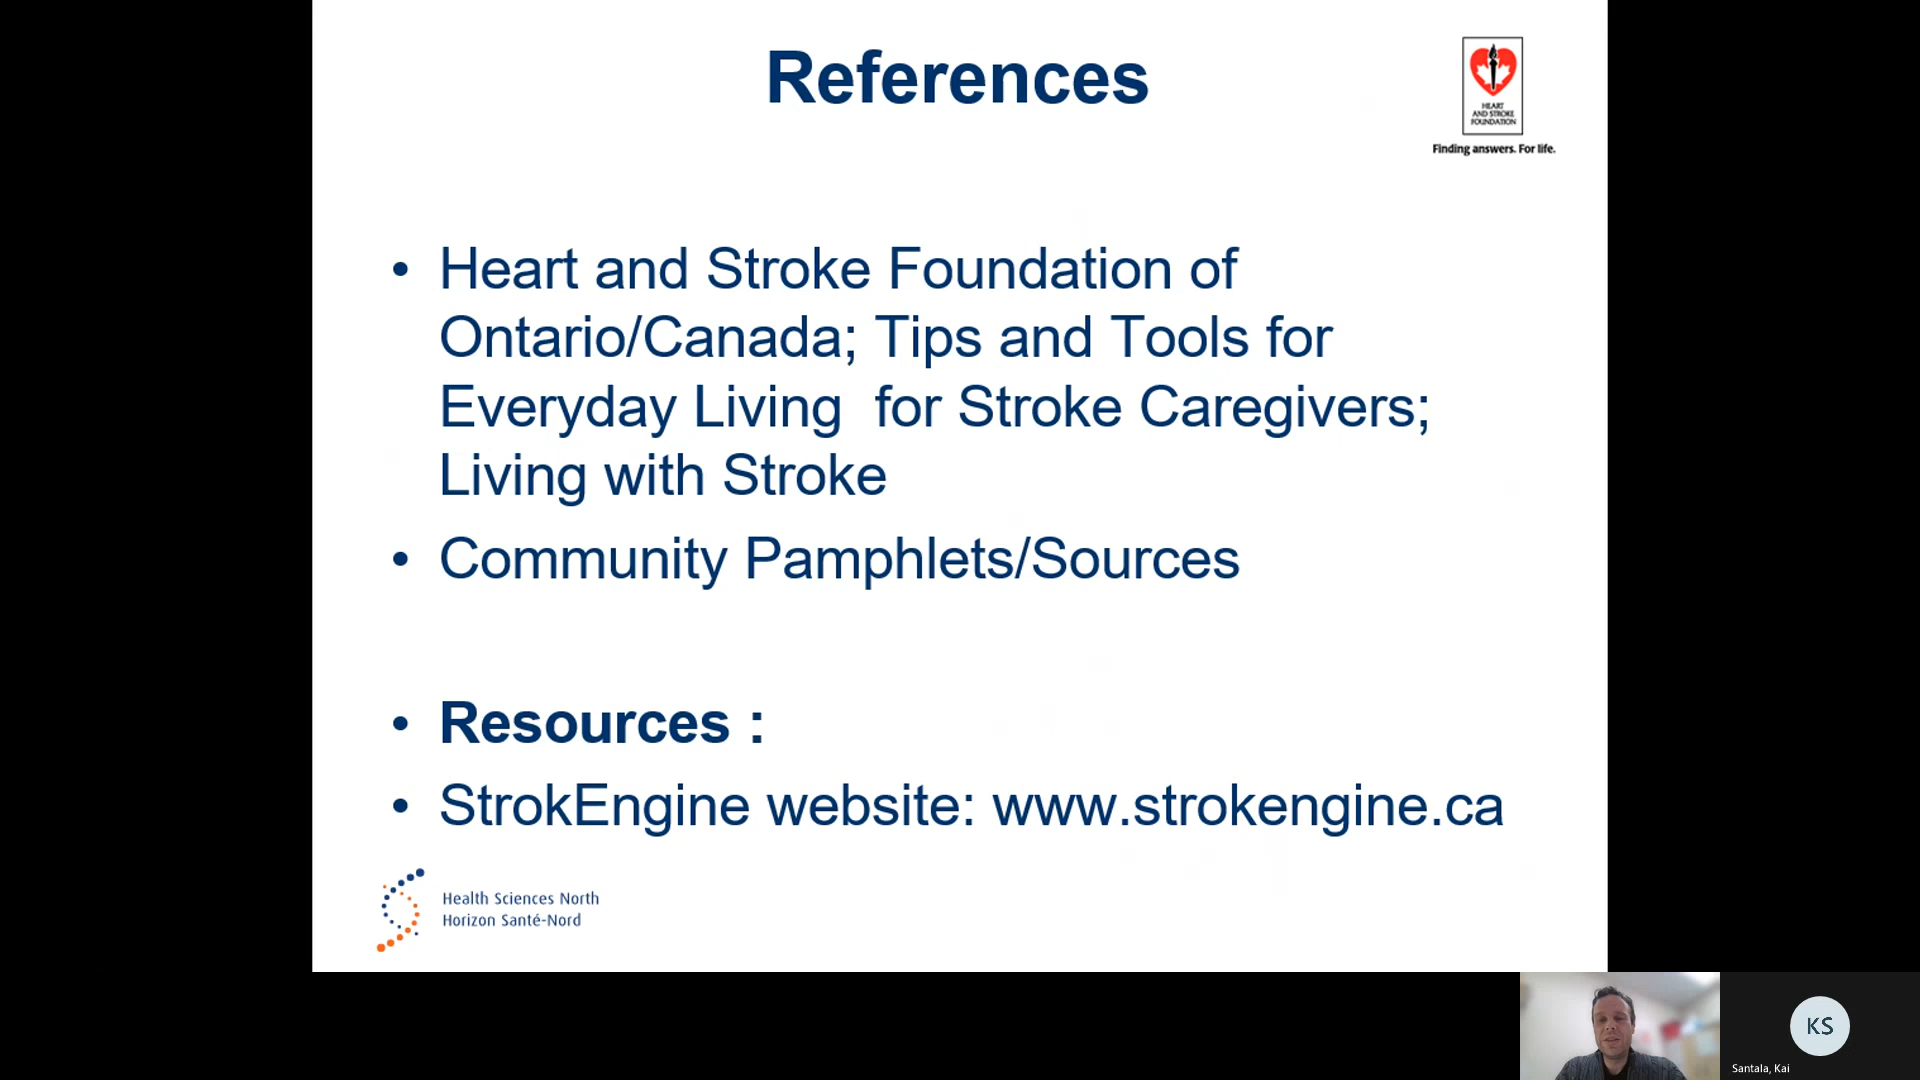 References
HEART
AND STROKE
FOUNDATION
Finding answers. For life.
• Heart and Stroke Foundation of
Ontario/Canada; Tips and Tools for
Everyday Living  for Stroke Caregivers;
Living with Stroke
• Community Pamphlets/Sources
• Resources :
• StrokEngine website: www.strokengine.ca
Health Sciences North
Horizon Santé-Nord
KS
Santala, Kai